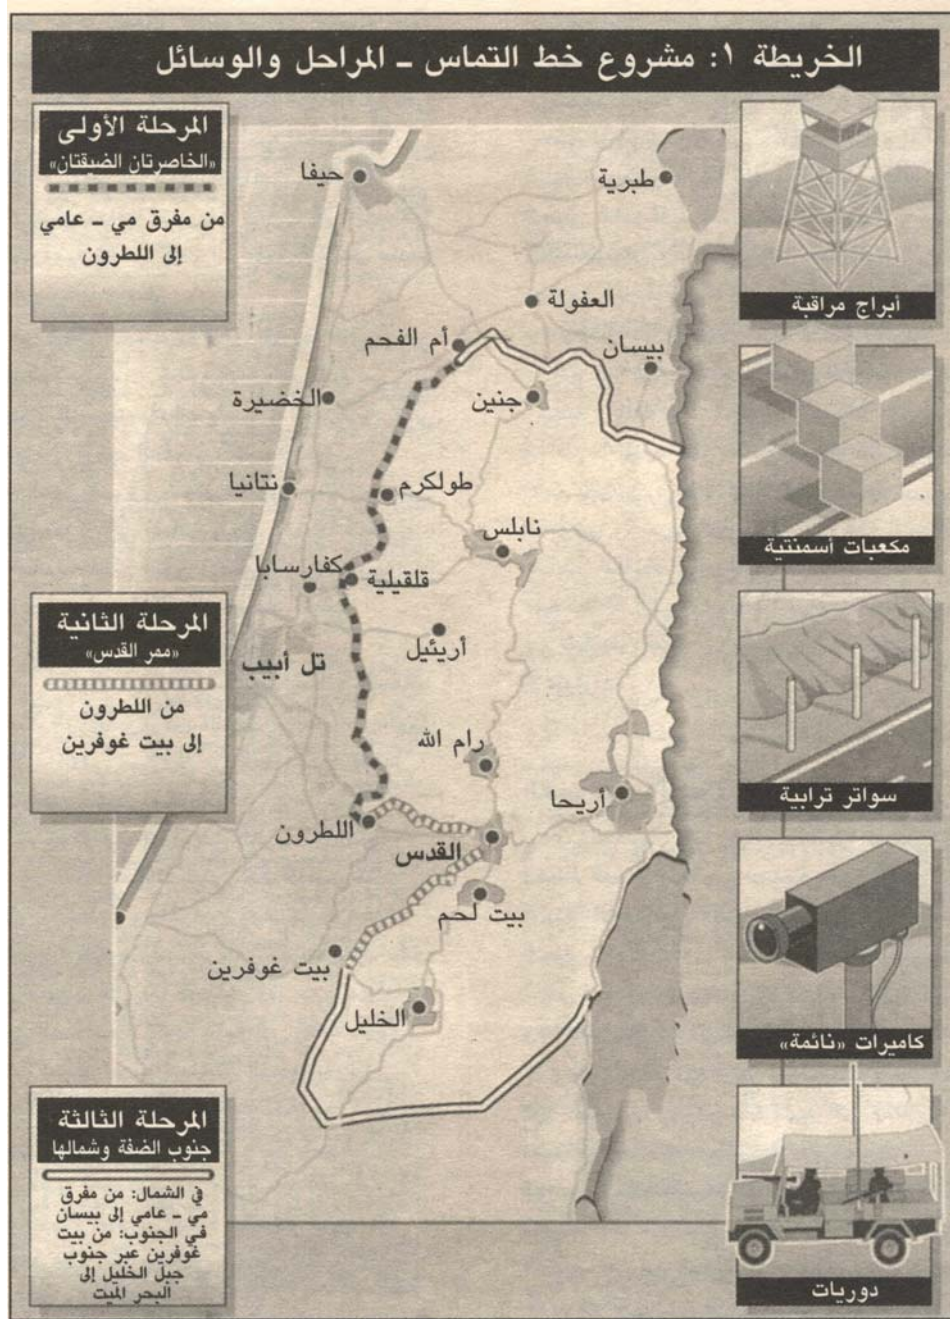 الخريطة ١: مشروع خط التماس - المراحل والوسائل
المرحلة الأولى
«الخاصرتان الضيقتان»
من مفرق مي - عامي
إلى اللطرون
المرحلة الثانية
«ممر القدس»
من اللطرون
إلى بيت غوفرين
المرحلة الثالثة
جنوب الضفة وشمالها
في الشمال: من مفرق
مي - عامي إلى بيسان
في الجنوب: من بيت
غوفرين عبر جنوب
جبل الخليل إلى
البحر الميت
حيفا
طبرية
العفولة
أم الفحم
بيسان
الخضيرة
جنين
نتانيا
طولكرم
نابلس
كفارسابا
قلقيلية
أريئيل
تل أبيب
رام الله
أريحا
اللطرون
القدس
بيت لحم
بيت غوفرين
الخليل
أبراج مراقبة
مكعبات أسمنتية
سواتر ترابية
كاميرات «نائمة»
دوريات